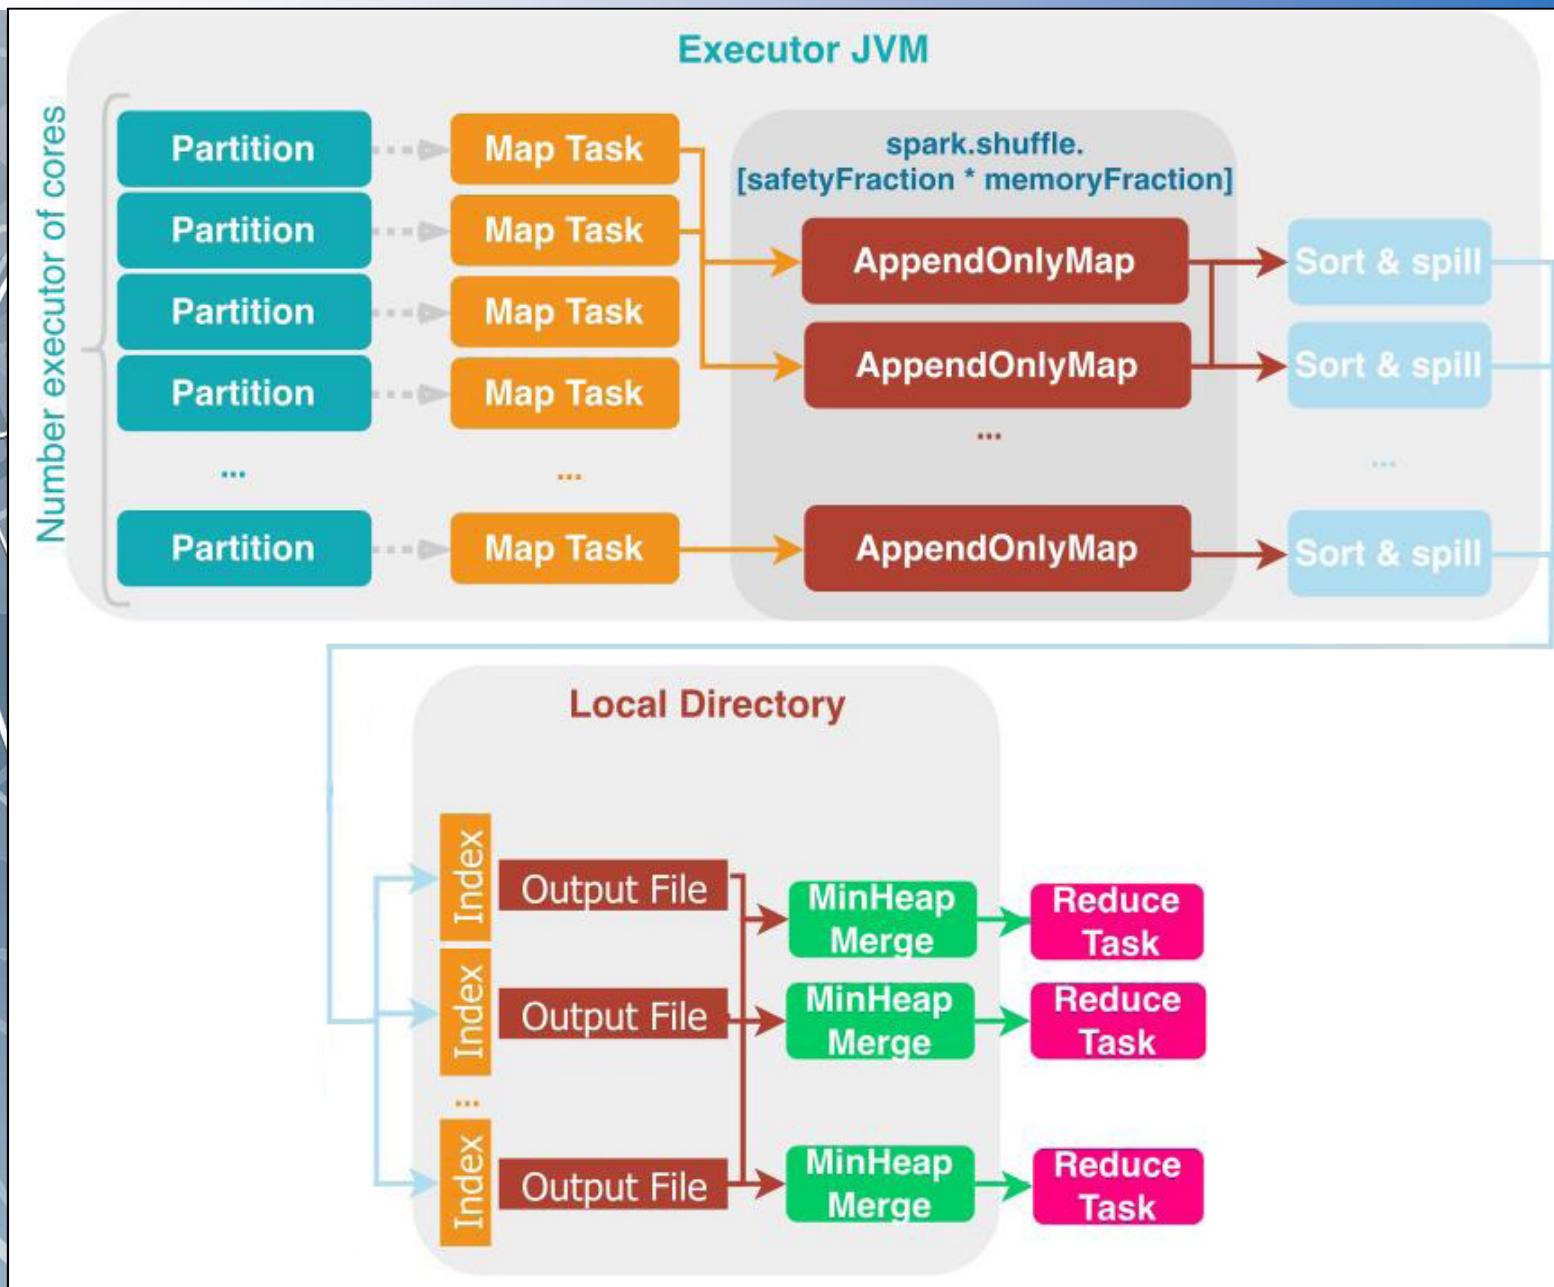 Executor JVM
Number executor of cores
Partition
Map Task
Partition
Map Task
Partition
Map Task
Partition
Map Task
...
...
Partition
Map Task
spark.shuffle.
[safetyFraction * memoryFraction]
AppendOnlyMap
Sort & spill
AppendOnlyMap
Sort & spill
...
...
AppendOnlyMap
Sort & spill
Local Directory
Index
Output File
MinHeap
Merge
Reduce
Task
Index
Output File
MinHeap
Merge
Reduce
Task
...
Index
Output File
MinHeap
Merge
Reduce
Task